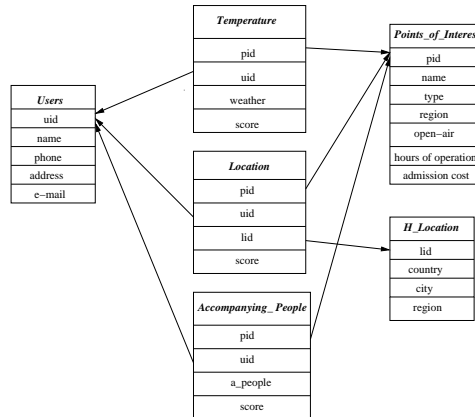 Users
uid
name
phone
address
e-mail
Temperature
pid
uid
weather
score
Location
pid
uid
lid
score
Accompanying_People
pid
uid
a_people
score
Points_of_Interes
pid
name
type
region
open-air
hours of operation
admission cost
H_Location
lid
country
city
region